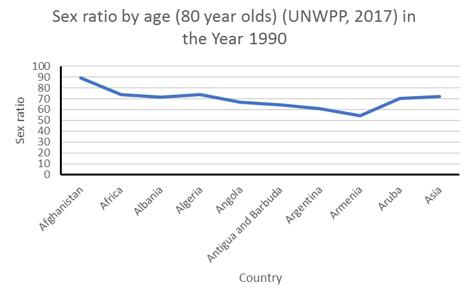 Sex ratio by age (80 year olds) (UNWPP, 2017) in
the Year 1990
100
90
80
70
60
50
40
30
20
10
0
Sex ratio
Afghanistan
Africa
Albania
Algeria
Angola
Antigua and Barbuda
Argentina
Armenia
Aruba
Asia
Country